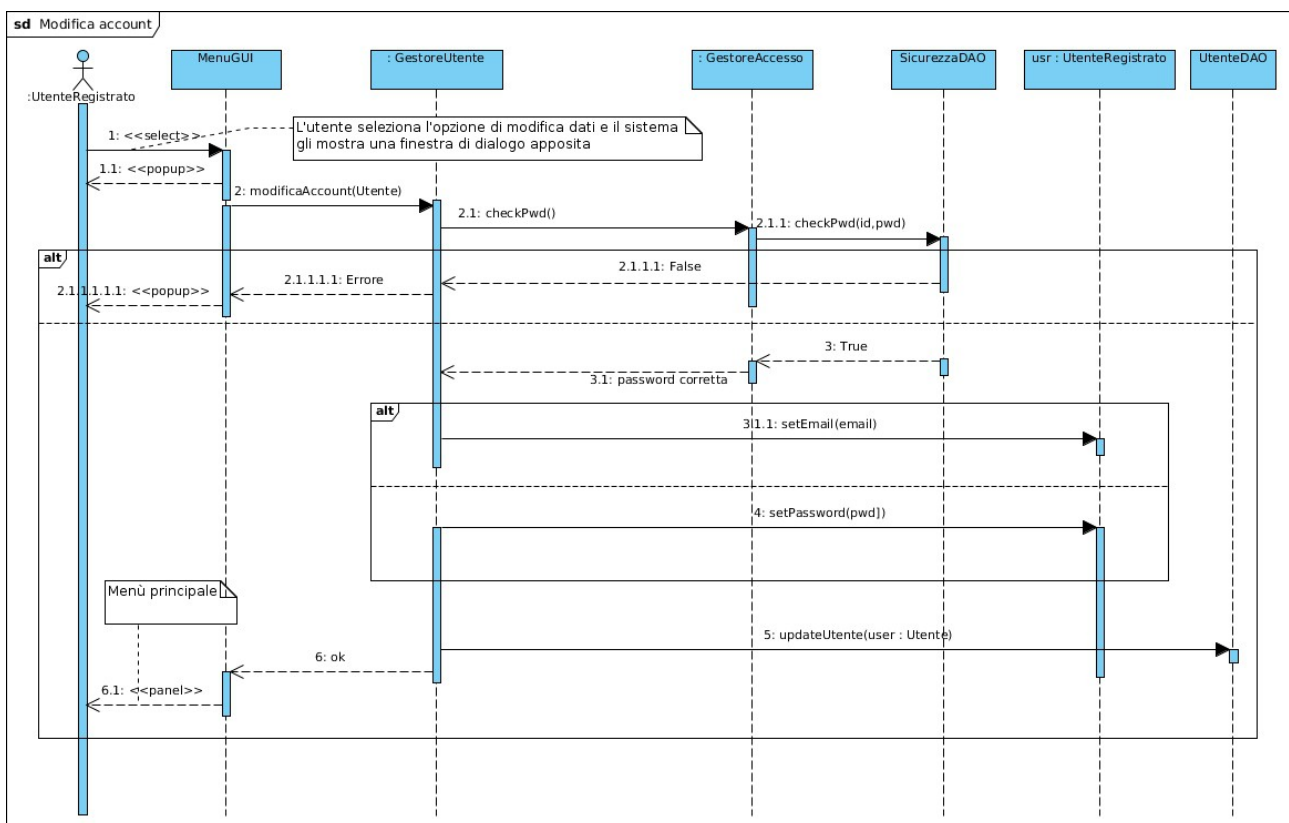 sd Modifica account
MenuGUI
: GestoreUtente
: GestoreAccesso
SicurezzaDAO
usr : UtenteRegistrato
UtenteDAO
:UtenteRegistrato
L'utente seleziona l'opzione di modifica dati e il sistema
gli mostra una finestra di dialogo apposita
1: <<select>>
1.1: <<popup>>
2: modificaAccount(Utente)
2.1: checkPwd()
2.1.1: checkPwd(id,pwd)
alt
2.1.1.1: False
2.1.1.1.1: Errore
2.1.1.1.1.1: <<popup>>
3: True
3.1: password corretta
alt
3.1.1: setEmail(email)
4: setPassword(pwd])
Menù principale
5: updateUtente(user : Utente)
6: ok
6.1: <<panel>>